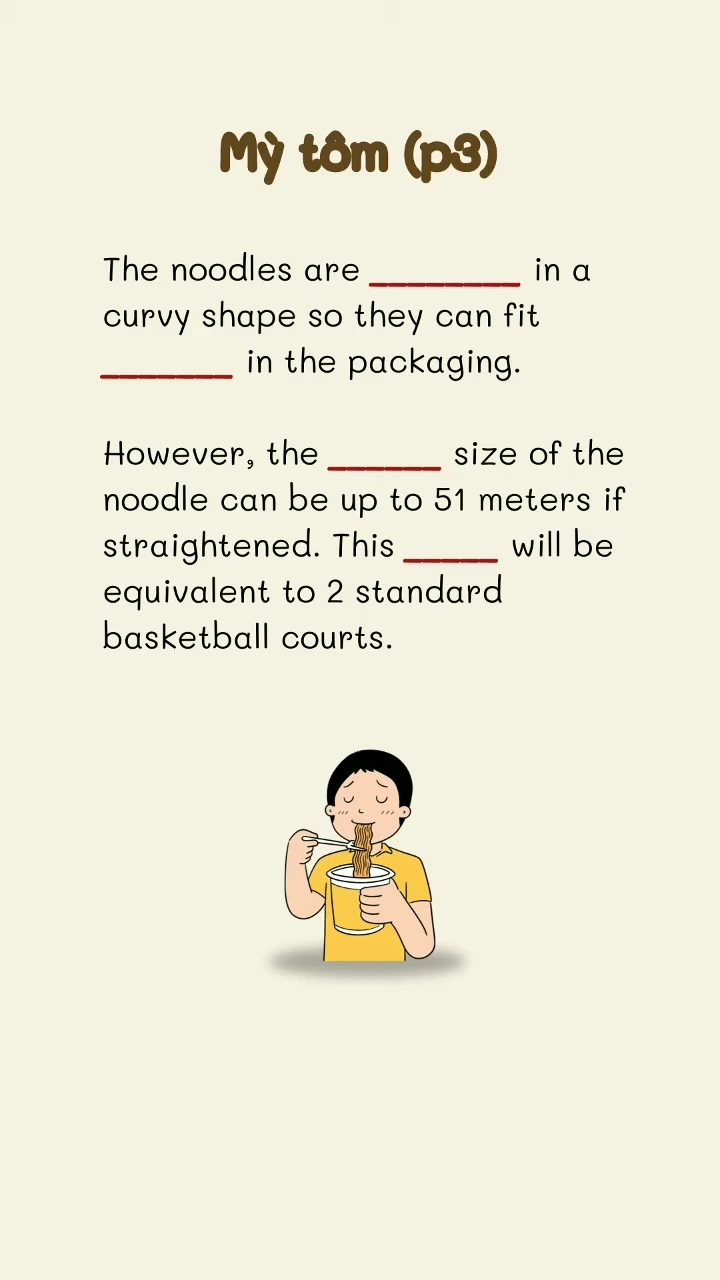 Mỳ tôm (p3)
The noodles are ________ in a
curvy shape so they can fit
_______ in the packaging.
However, the ______ size of the
noodle can be up to 51 meters if
straightened. This _____ will be
equivalent to 2 standard
basketball courts.